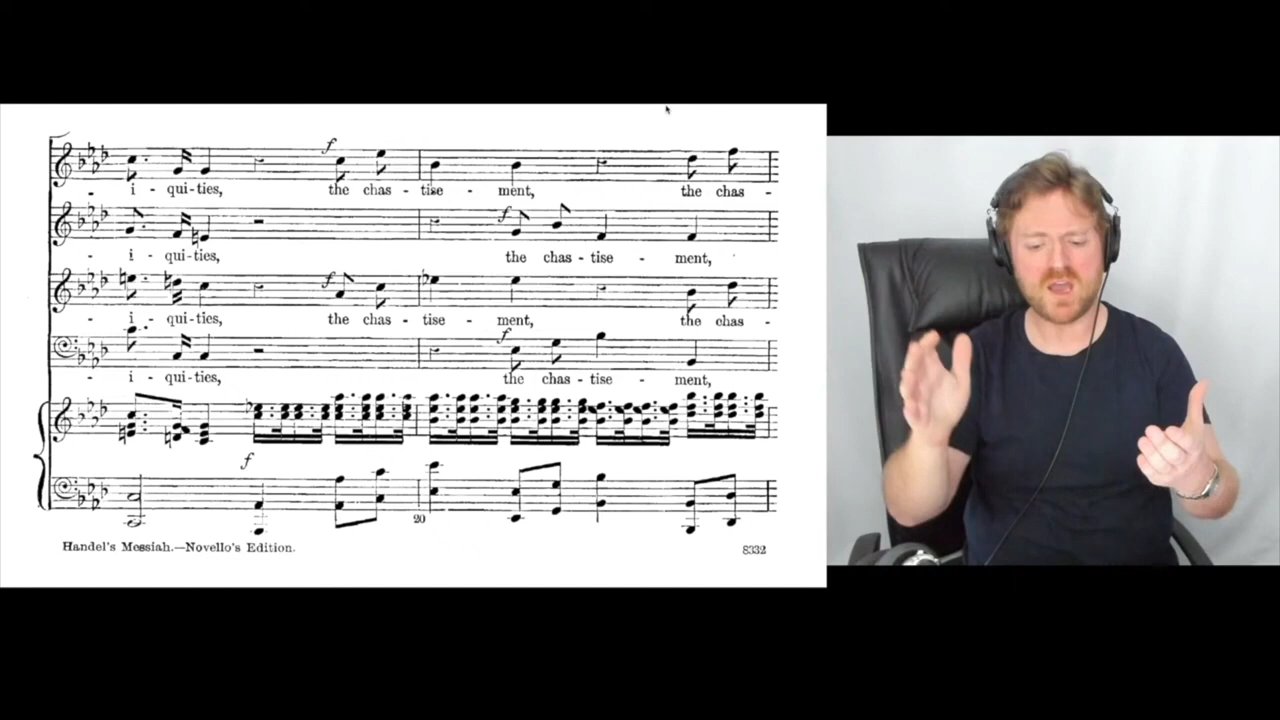 f
- i - qui-ties, the chas - tise - ment, the chas -
f
- i - qui-ties, the chas - tise - ment,
f
- i - qui-ties, the chas - tise - ment, the chas -
f
- i - qui-ties, the chas - tise - ment,
f
20
Handel's Messiah.—Novello's Edition. 8332